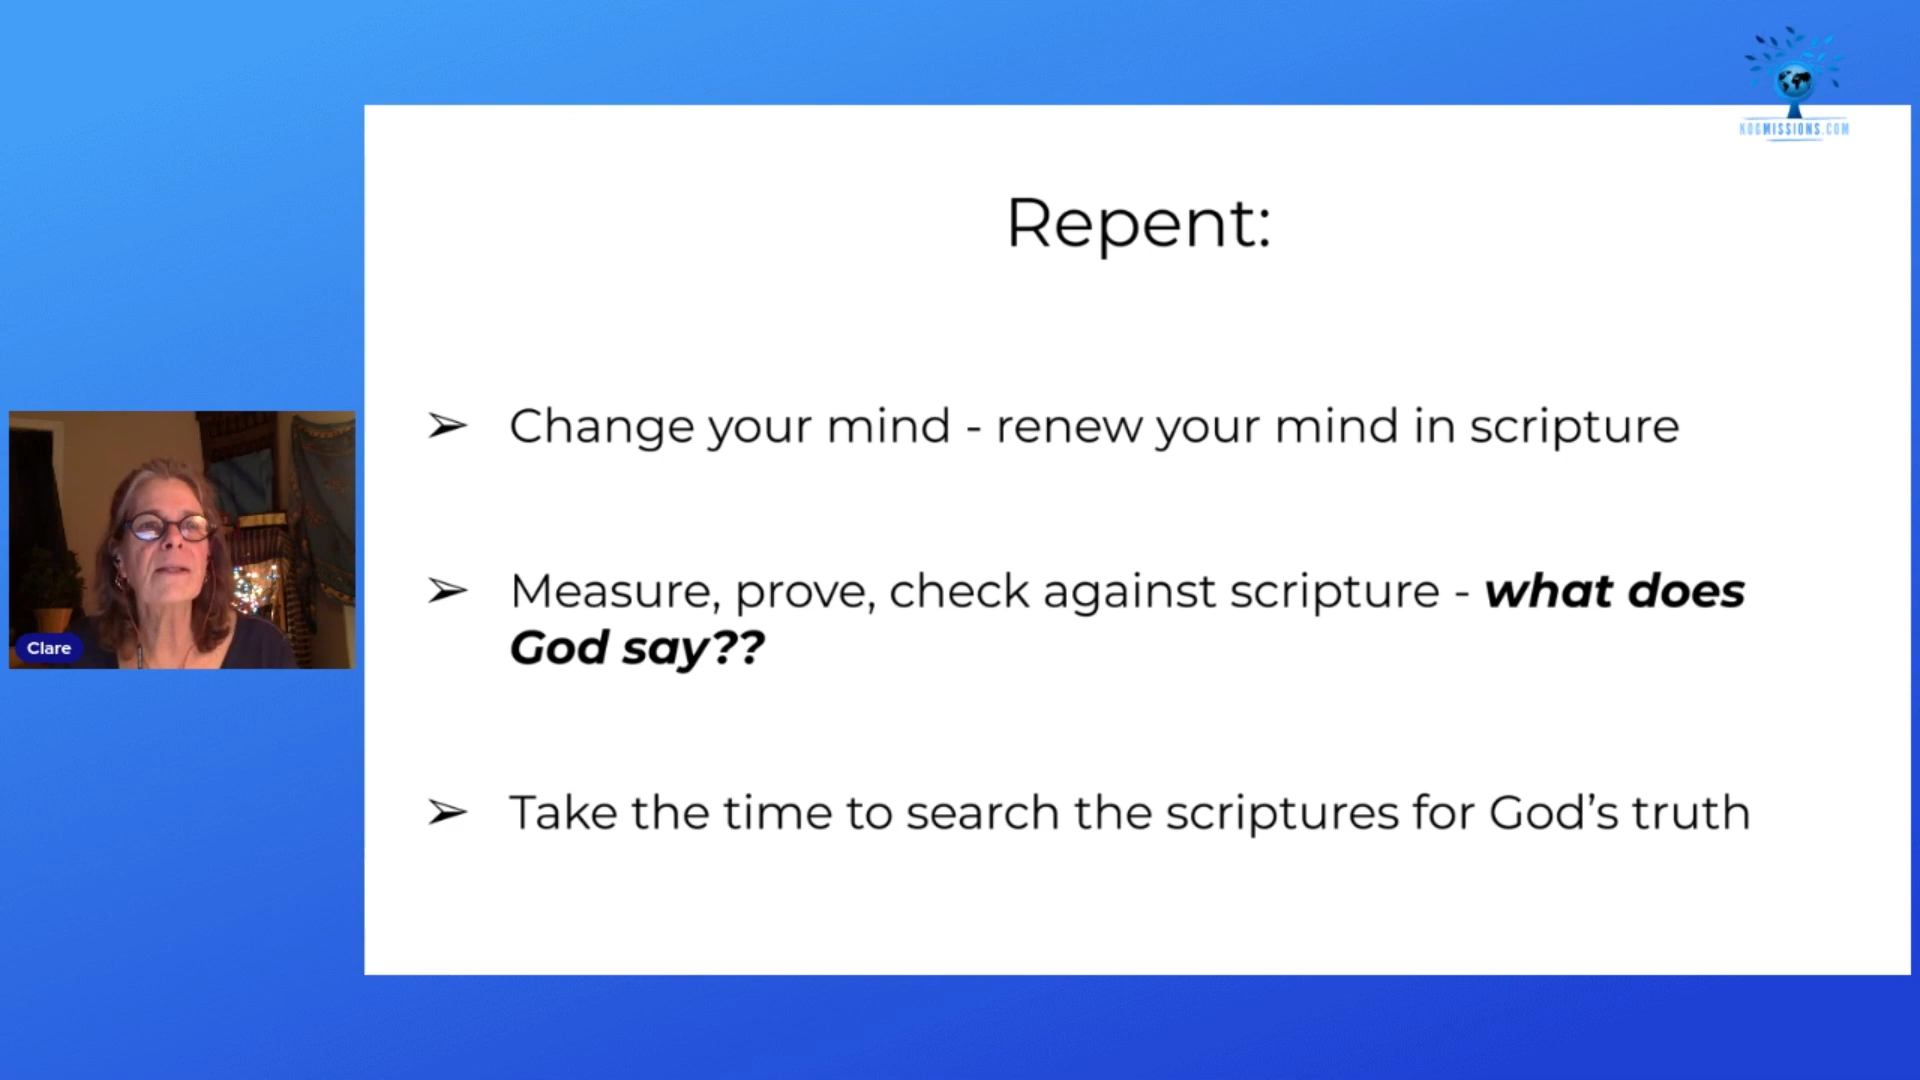 KOGMISSIONS.COM
Repent:
➢ Change your mind - renew your mind in scripture
➢ Measure, prove, check against scripture - what does
God say??
➢ Take the time to search the scriptures for God’s truth
Clare